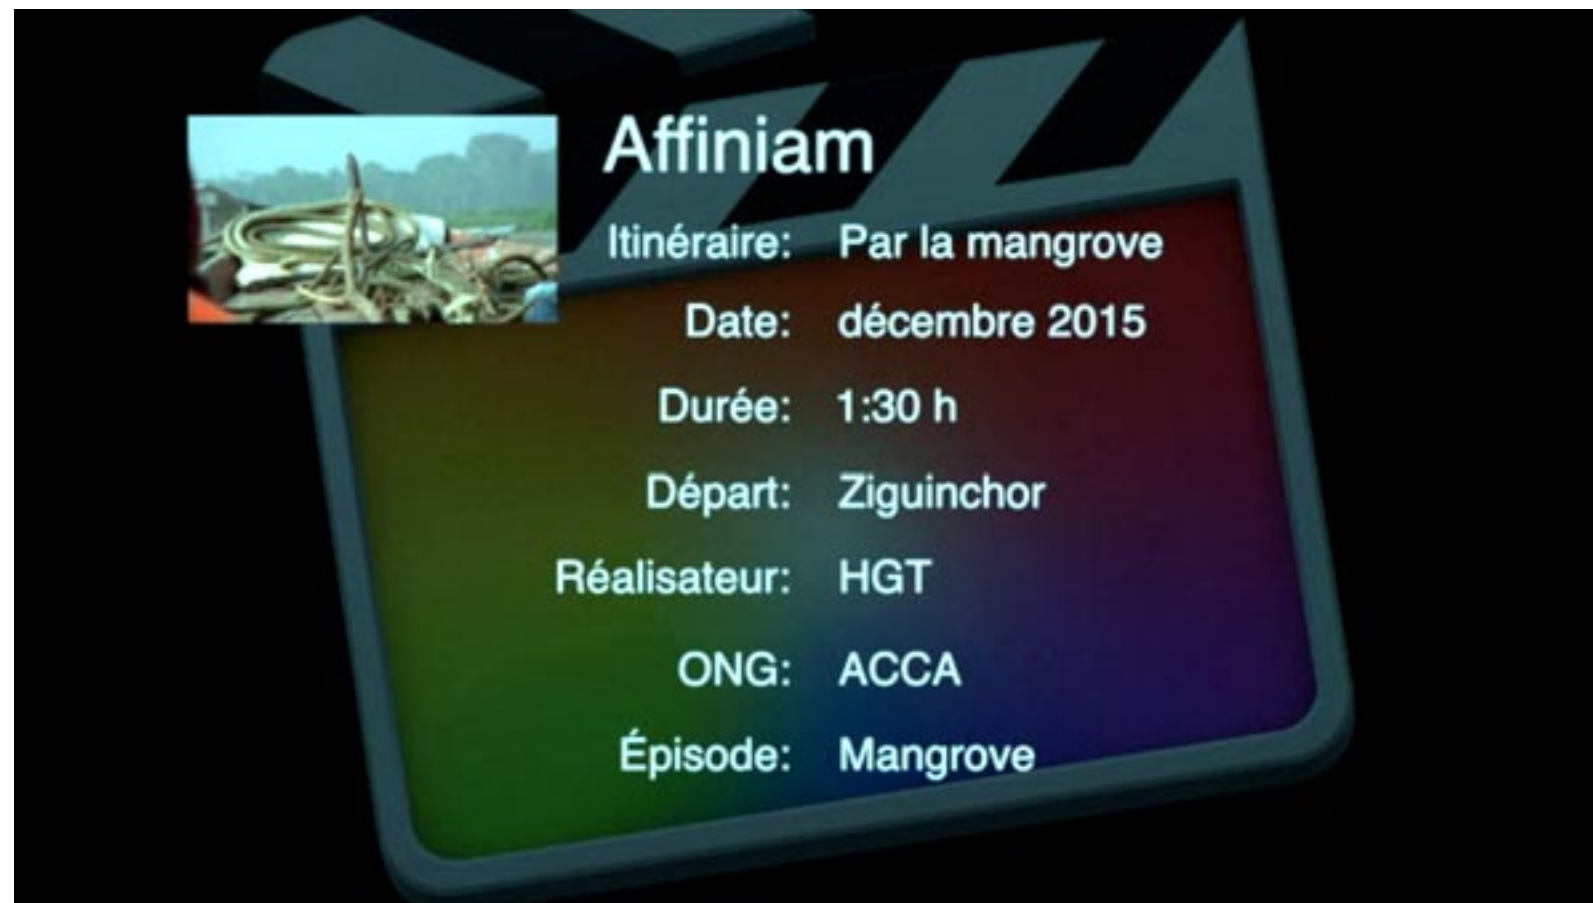 Affiniam
Itinéraire: Par la mangrove
Date: décembre 2015
Durée: 1:30 h
Départ: Ziguinchor
Réalisateur: HGT
ONG: ACCA
Épisode: Mangrove